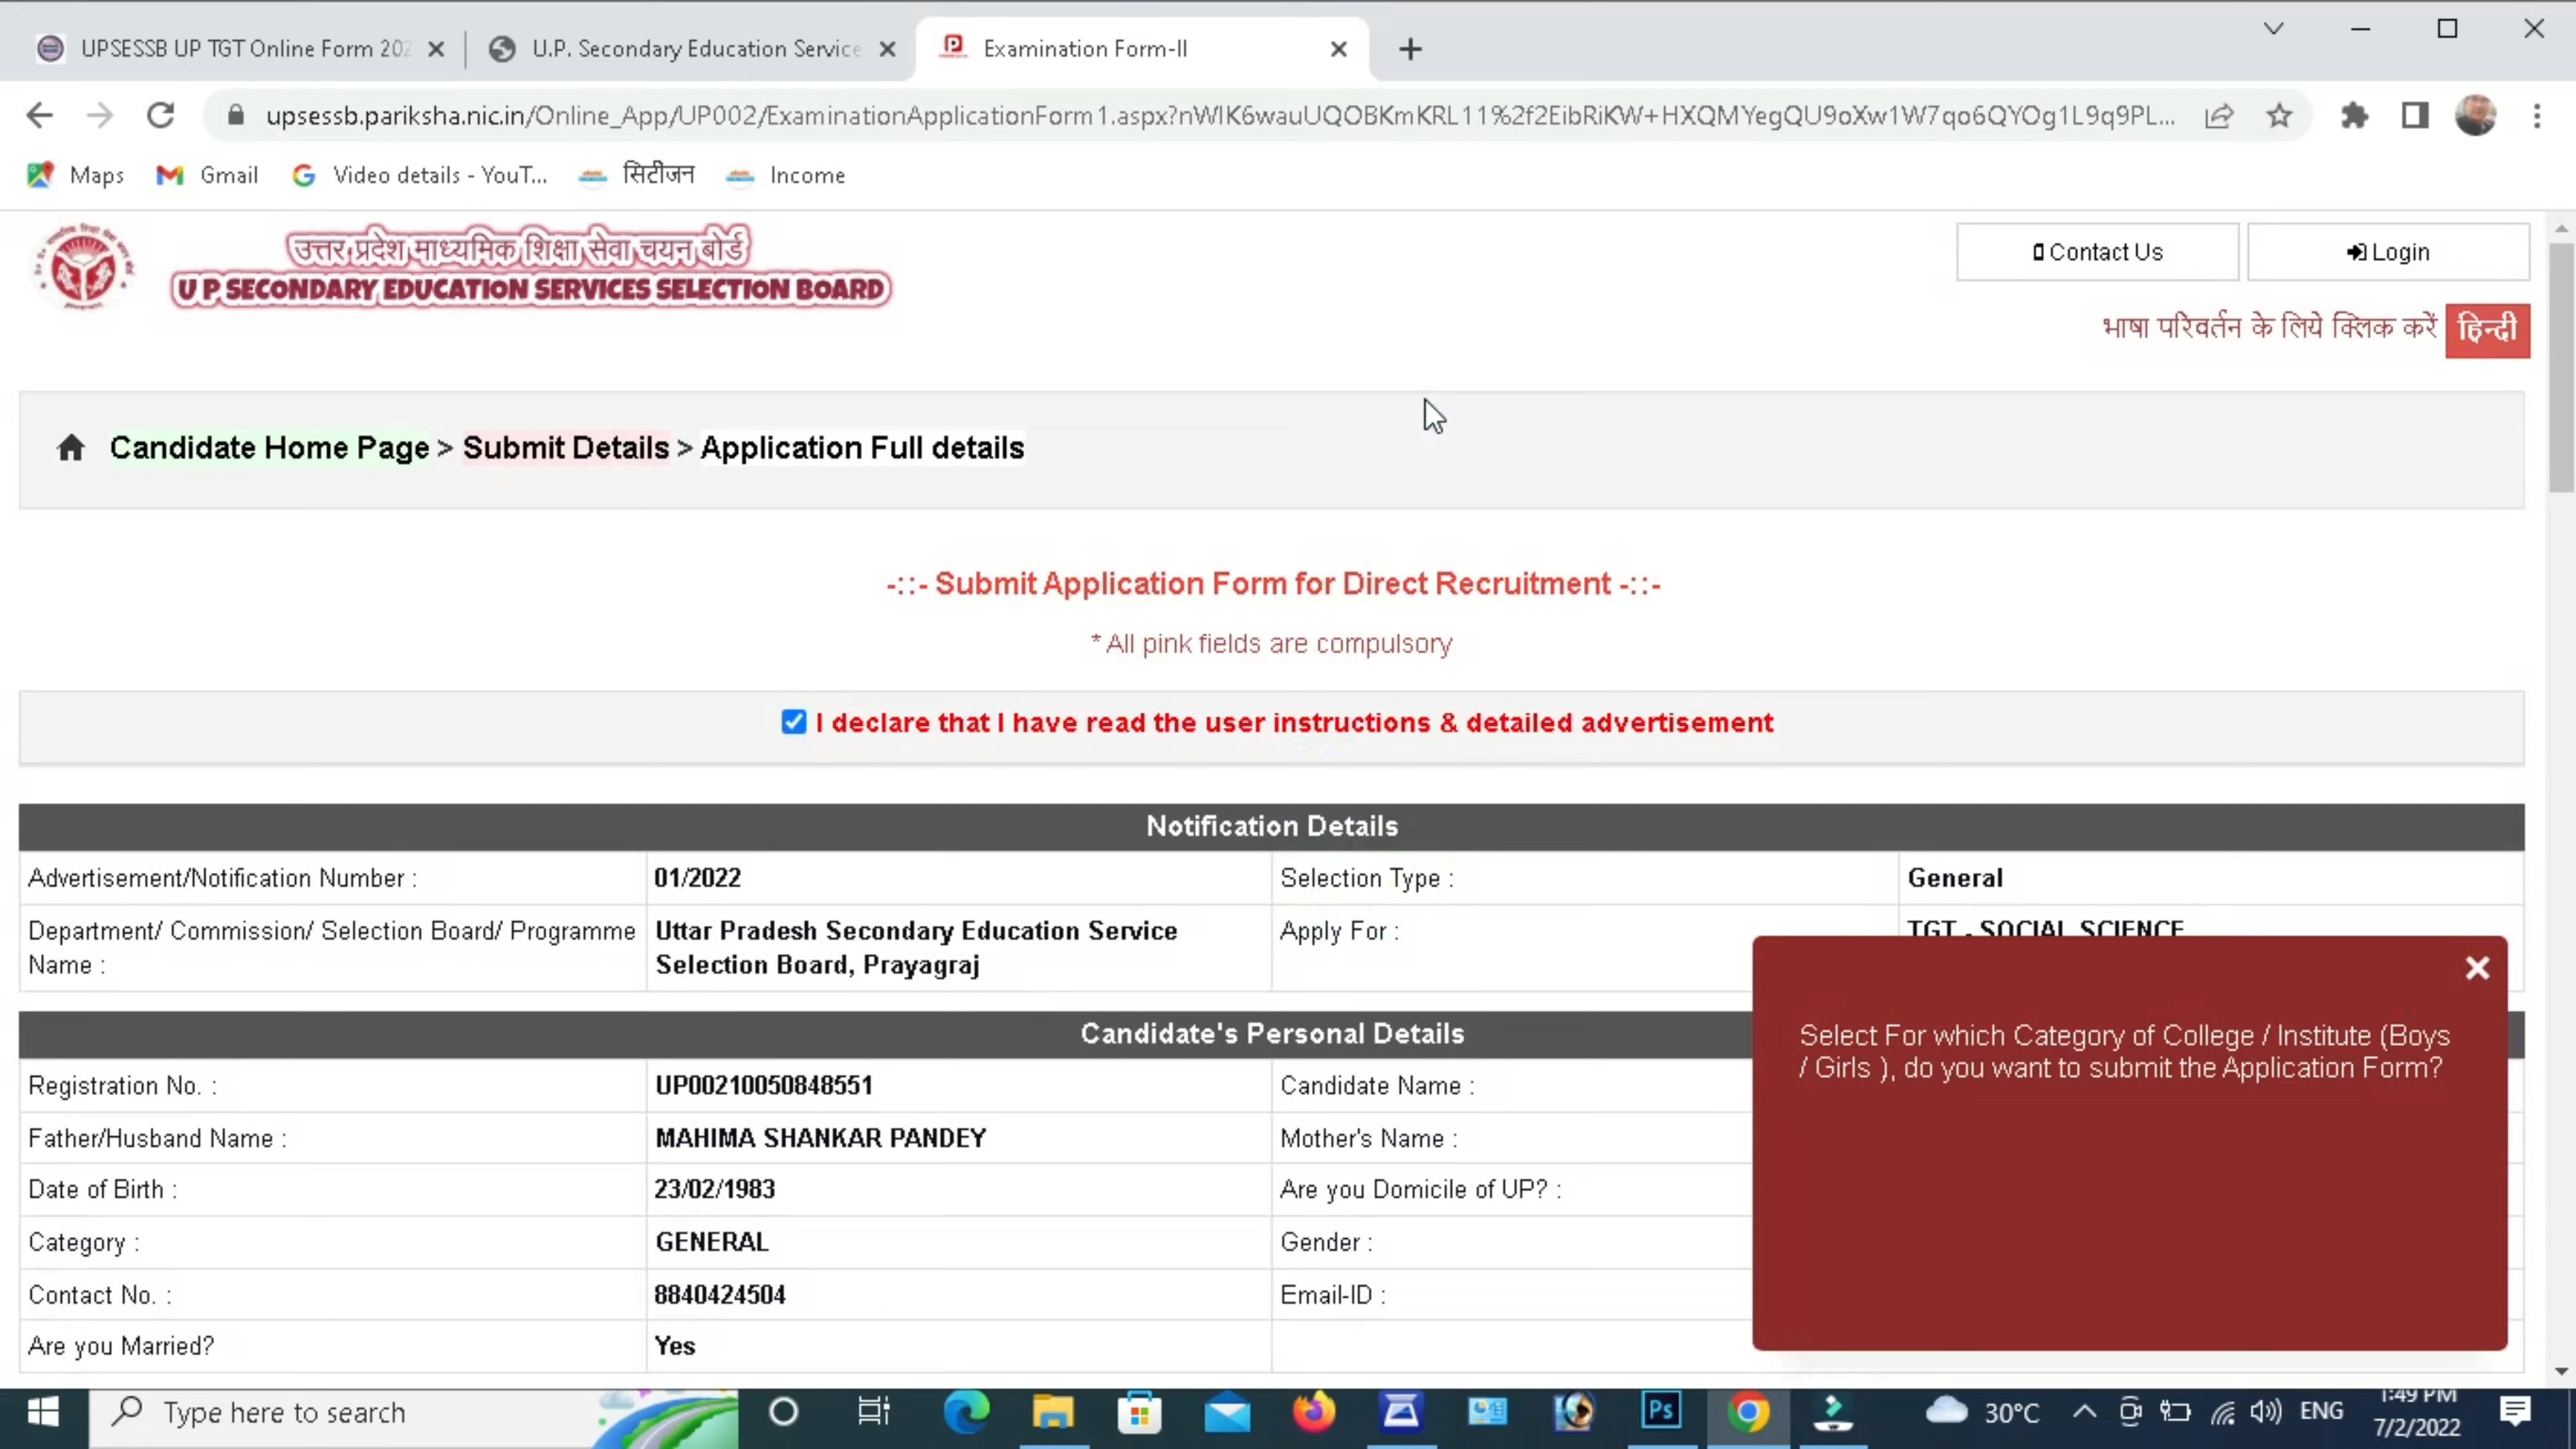 UPSESSB UP TGT Online Form 202
U.P. Secondary Education Service
Examination Form-II
upsessb.pariksha.nic.in/Online_App/UP002/ExaminationApplicationForm1.aspx?nWIK6wauUQOBKmKRL11%2f2EibRiKW+HXQMYegQU9oXw1W7qo6QYOg1L9q9PL...
Maps
Gmail
Video details - YouT...
सिटीजन
Income
उत्तर प्रदेश माध्यमिक शिक्षा सेवा चयन बोर्ड
U P SECONDARY EDUCATION SERVICES SELECTION BOARD
Contact Us
Login
भाषा परिवर्तन के लिये क्लिक करें हिन्दी
Candidate Home Page > Submit Details > Application Full details
-::- Submit Application Form for Direct Recruitment -::-
* All pink fields are compulsory
I declare that I have read the user instructions & detailed advertisement
Notification Details
Advertisement/Notification Number : 01/2022 Selection Type : General
Department/ Commission/ Selection Board/ Programme
Name :
Uttar Pradesh Secondary Education Service
Selection Board, Prayagraj
Apply For : TGT - SOCIAL SCIENCE
Candidate's Personal Details
Registration No. : UP00210050848551 Candidate Name :
Father/Husband Name : MAHIMA SHANKAR PANDEY Mother's Name :
Date of Birth : 23/02/1983 Are you Domicile of UP? :
Category : GENERAL Gender :
Contact No. : 8840424504 Email-ID :
Are you Married? Yes
Select For which Category of College / Institute (Boys
/ Girls ), do you want to submit the Application Form?
Type here to search
Ps
30°C
ENG
1:49 PM
7/2/2022